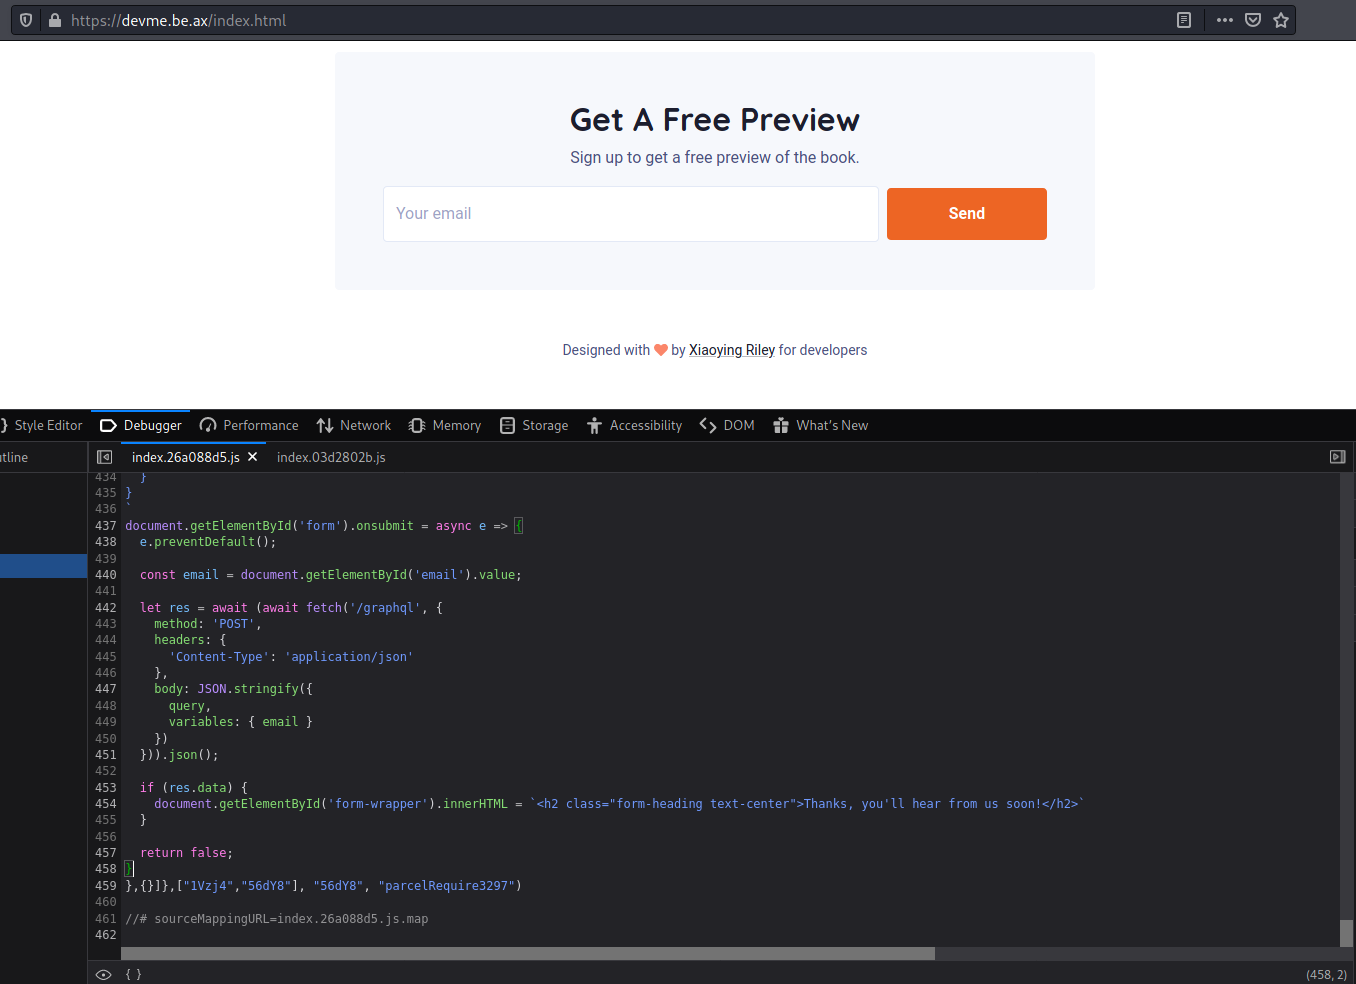 https://devme.be.ax/index.html
Get A Free Preview
Sign up to get a free preview of the book.
Your email
Send
Designed with by Xiaoying Riley for developers
} Style Editor Debugger Performance Network Memory Storage Accessibility DOM What's New
tline index.26a088d5.js index.03d2802b.js
434   }
435 }
436 `
437 document.getElementById('form').onsubmit = async e => {
438   e.preventDefault();
439
440   const email = document.getElementById('email').value;
441
442   let res = await (await fetch('/graphql', {
443     method: 'POST',
444     headers: {
445       'Content-Type': 'application/json'
446     },
447     body: JSON.stringify({
448       query,
449       variables: { email }
450     })
451   })).json();
452
453   if (res.data) {
454     document.getElementById('form-wrapper').innerHTML = `<h2 class="form-heading text-center">Thanks, you'll hear from us soon!</h2>`
455   }
456
457   return false;
458 }
459 },{}]},["1Vzj4","56dY8"], "56dY8", "parcelRequire3297")
460
461 //# sourceMappingURL=index.26a088d5.js.map
462
{ } (458, 2)